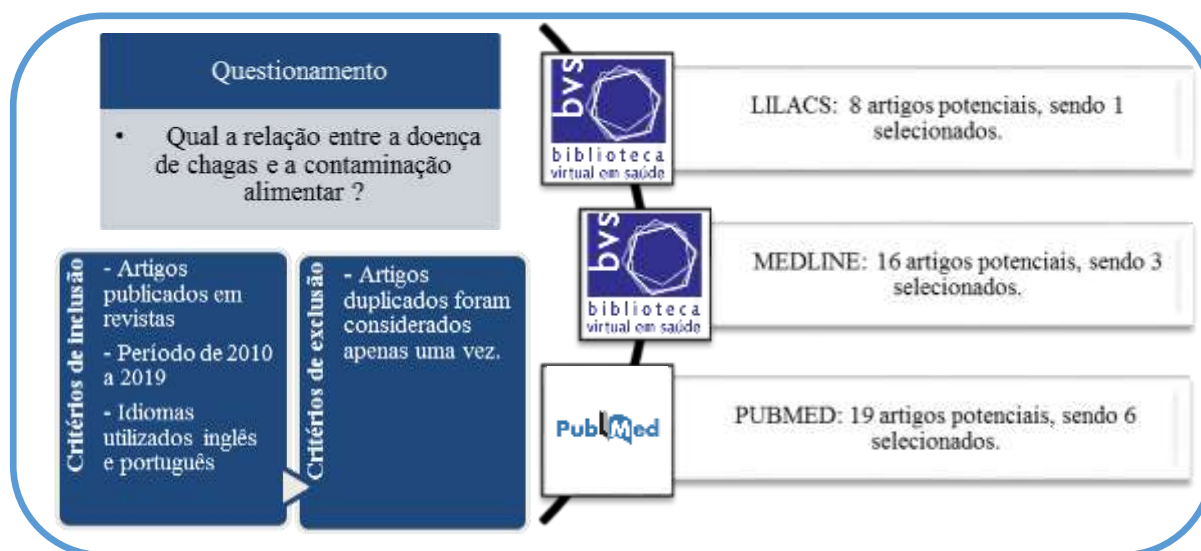 Questionamento
• Qual a relação entre a doença
de chagas e a contaminação
alimentar ?
Critérios de inclusão
- Artigos
publicados em
revistas
- Período de 2010
a 2019
- Idiomas
utilizados inglês
e português
Critérios de exclusão
- Artigos
duplicados foram
considerados
apenas uma vez.
bvs
biblioteca
virtual em saúde
LILACS: 8 artigos potenciais, sendo 1
selecionados.
bvs
biblioteca
virtual em saúde
MEDLINE: 16 artigos potenciais, sendo 3
selecionados.
PubMed
PUBMED: 19 artigos potenciais, sendo 6
selecionados.